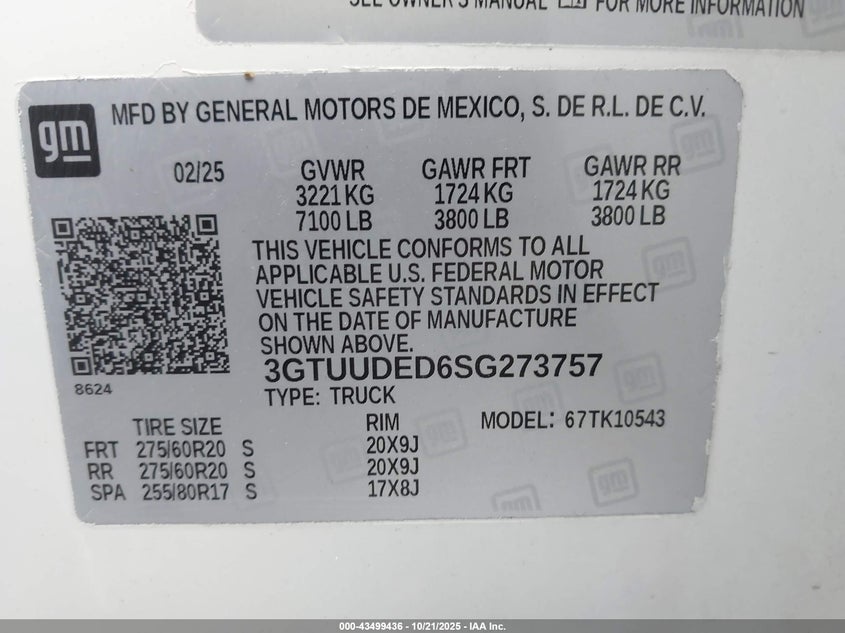 SEE OWNER'S MANUAL FOR MORE INFORMATION
gm
MFD BY GENERAL MOTORS DE MEXICO, S. DE R.L. DE C.V.
02/25 GVWR GAWR FRT GAWR RR
3221 KG 1724 KG 1724 KG
7100 LB 3800 LB 3800 LB
THIS VEHICLE CONFORMS TO ALL
APPLICABLE U.S. FEDERAL MOTOR
VEHICLE SAFETY STANDARDS IN EFFECT
ON THE DATE OF MANUFACTURE
SHOWN ABOVE.
3GTUUDED6SG273757
8624
TYPE: TRUCK
TIRE SIZE RIM MODEL: 67TK10543
FRT 275/60R20 S 20X9J
RR 275/60R20 S 20X9J
SPA 255/80R17 S 17X8J
000-43499436 - 10/21/2025 - IAA Inc.